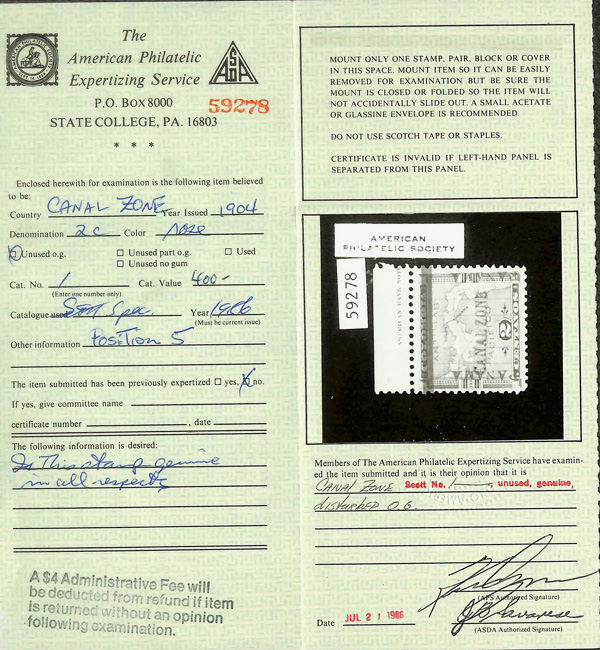 The
American Philatelic
Expertizing Service
P.O. BOX 8000
59278
STATE COLLEGE, PA. 16803
* * *
Enclosed herewith for examination is the following item believed
to be:
Country CANAL ZONE Year Issued 1904
Denomination 2c Color rose
Unused o.g. Unused part o.g. Used
Unused no gum
Cat. No. 1 Cat. Value 400-
(Enter one number only)
Catalogue used Spec. Year 1986
(Must be current issue)
Other information Position 5
The item submitted has been previously expertized yes, no.
If yes, give committee name
certificate number , date
The following information is desired:
Is this stamp genuine
in all respects
A $4 Administrative Fee will
be deducted from refund if item
is returned without an opinion
following examination.
MOUNT ONLY ONE STAMP, PAIR, BLOCK OR COVER
IN THIS SPACE. MOUNT ITEM SO IT CAN BE EASILY
REMOVED FOR EXAMINATION BUT BE SURE THE
MOUNT IS CLOSED OR FOLDED SO THE ITEM WILL
NOT ACCIDENTALLY SLIDE OUT. A SMALL ACETATE
OR GLASSINE ENVELOPE IS RECOMMENDED.
DO NOT USE SCOTCH TAPE OR STAPLES.
CERTIFICATE IS INVALID IF LEFT-HAND PANEL IS
SEPARATED FROM THIS PANEL.
AMERICAN
PHILATELIC SOCIETY
59278
AMERICAN BANK NOTE
CANAL ZONE
2
Members of The American Philatelic Expertizing Service have examin-
ed the item submitted and it is their opinion that it is
CANAL ZONE Scott No. 1, unused, genuine,
DISTURBED O.G.
(APS Authorized Signature)
Date JUL 21 1986
(ASDA Authorized Signature)